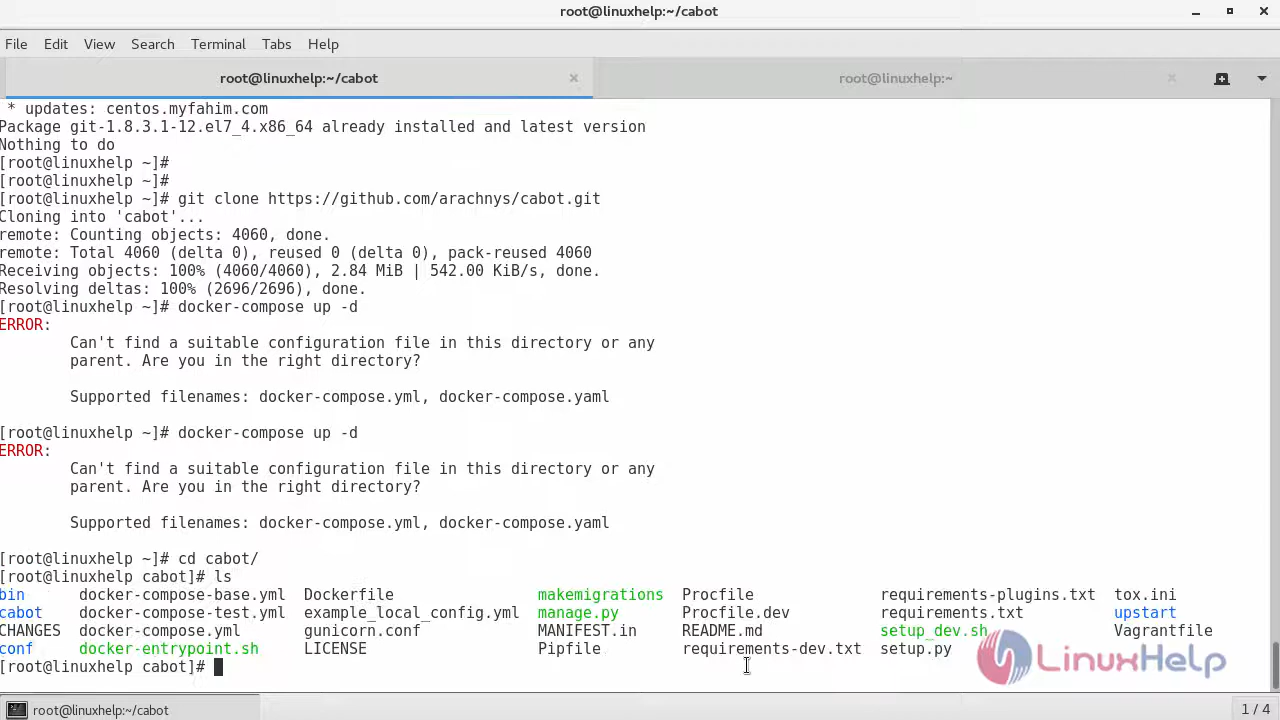 root@linuxhelp:~/cabot
File Edit View Search Terminal Tabs Help
root@linuxhelp:~/cabot root@linuxhelp:~
* updates: centos.myfahim.com
Package git-1.8.3.1-12.el7_4.x86_64 already installed and latest version
Nothing to do
[root@linuxhelp ~]#
[root@linuxhelp ~]#
[root@linuxhelp ~]# git clone https://github.com/arachnys/cabot.git
Cloning into 'cabot'...
remote: Counting objects: 4060, done.
remote: Total 4060 (delta 0), reused 0 (delta 0), pack-reused 4060
Receiving objects: 100% (4060/4060), 2.84 MiB | 542.00 KiB/s, done.
Resolving deltas: 100% (2696/2696), done.
[root@linuxhelp ~]# docker-compose up -d
ERROR:
Can't find a suitable configuration file in this directory or any
parent. Are you in the right directory?
Supported filenames: docker-compose.yml, docker-compose.yaml
[root@linuxhelp ~]# docker-compose up -d
ERROR:
Can't find a suitable configuration file in this directory or any
parent. Are you in the right directory?
Supported filenames: docker-compose.yml, docker-compose.yaml
[root@linuxhelp ~]# cd cabot/
[root@linuxhelp cabot]# ls
bin docker-compose-base.yml Dockerfile makemigrations Procfile requirements-plugins.txt tox.ini
cabot docker-compose-test.yml example_local_config.yml manage.py Procfile.dev requirements.txt upstart
CHANGES docker-compose.yml gunicorn.conf MANIFEST.in README.md setup_dev.sh Vagrantfile
conf docker-entrypoint.sh LICENSE Pipfile requirements-dev.txt setup.py
[root@linuxhelp cabot]#
LinuxHelp
root@linuxhelp:~/cabot 1 / 4